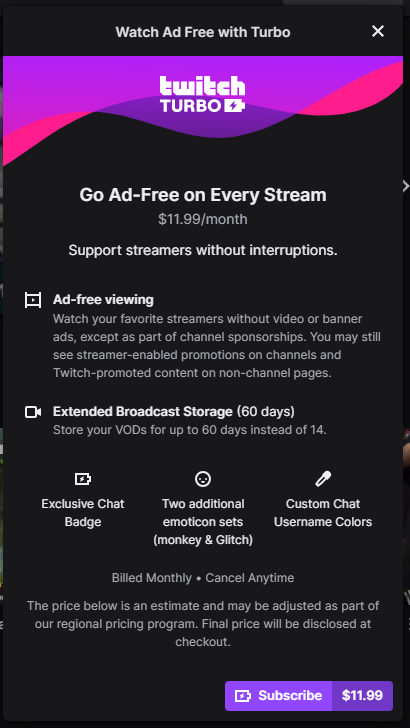 Watch Ad Free with Turbo
twitch
TURBO
Go Ad-Free on Every Stream
$11.99/month
Support streamers without interruptions.
Ad-free viewing
Watch your favorite streamers without video or banner
ads, except as part of channel sponsorships. You may still
see streamer-enabled promotions on channels and
Twitch-promoted content on non-channel pages.
Extended Broadcast Storage (60 days)
Store your VODs for up to 60 days instead of 14.
Exclusive Chat
Badge
Two additional
emoticon sets
(monkey & Glitch)
Custom Chat
Username Colors
Billed Monthly • Cancel Anytime
The price below is an estimate and may be adjusted as part of
our regional pricing program. Final price will be disclosed at
checkout.
Subscribe $11.99